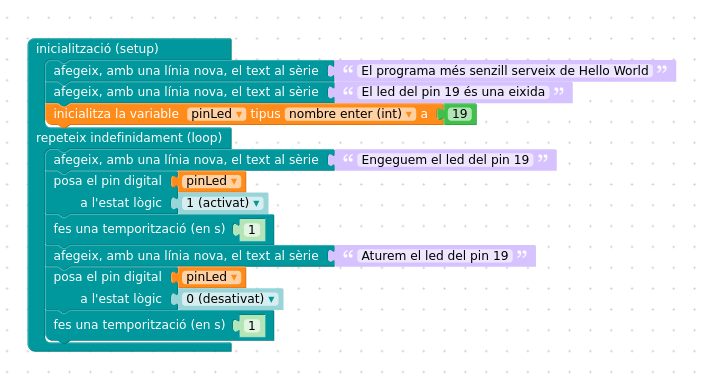 inicialització (setup)
afegeix, amb una línia nova, el text al sèrie “ El programa més senzill serveix de Hello World ”
afegeix, amb una línia nova, el text al sèrie “ El led del pin 19 és una eixida ”
inicialitza la variable pinLed ▾ tipus nombre enter (int) ▾ a 19
repeteix indefinidament (loop)
afegeix, amb una línia nova, el text al sèrie “ Engeguem el led del pin 19 ”
posa el pin digital pinLed ▾
a l'estat lògic 1 (activat) ▾
fes una temporització (en s) 1
afegeix, amb una línia nova, el text al sèrie “ Aturem el led del pin 19 ”
posa el pin digital pinLed ▾
a l'estat lògic 0 (desativat) ▾
fes una temporització (en s) 1